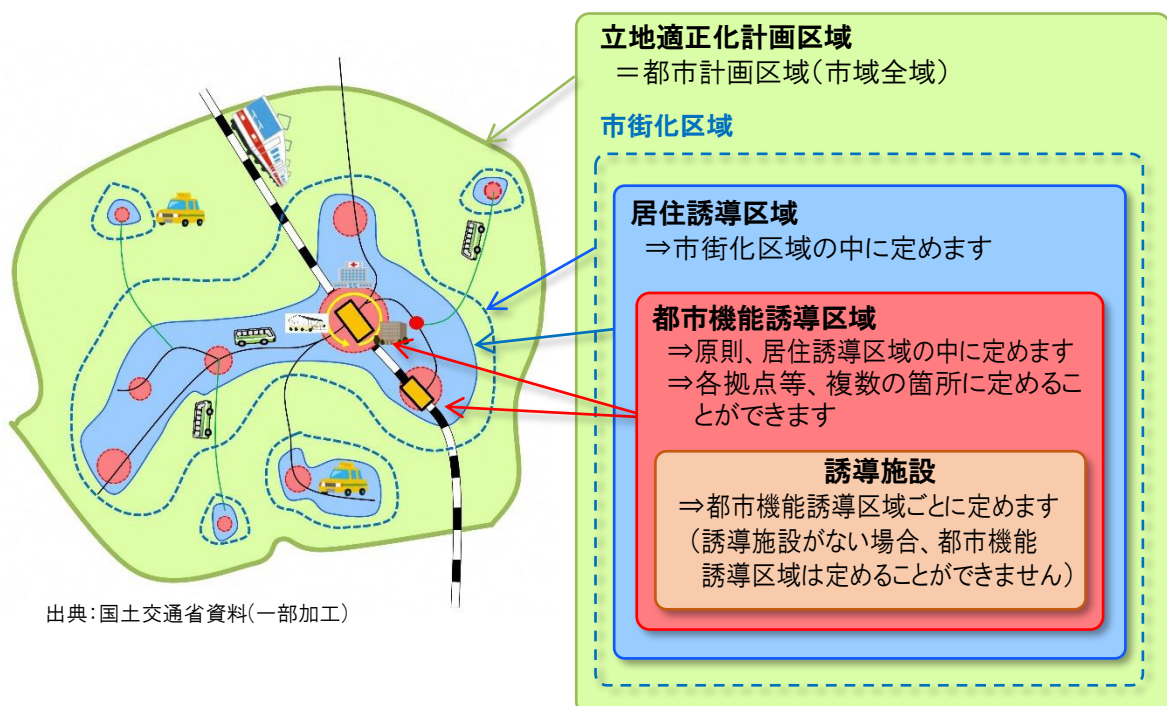 立地適正化計画区域
＝都市計画区域(市域全域)
市街化区域
居住誘導区域
⇒市街化区域の中に定めます
都市機能誘導区域
⇒原則、居住誘導区域の中に定めます
⇒各拠点等、複数の箇所に定めるこ
とができます
誘導施設
⇒都市機能誘導区域ごとに定めます
(誘導施設がない場合、都市機能
誘導区域は定めることができません)
出典：国土交通省資料(一部加工)